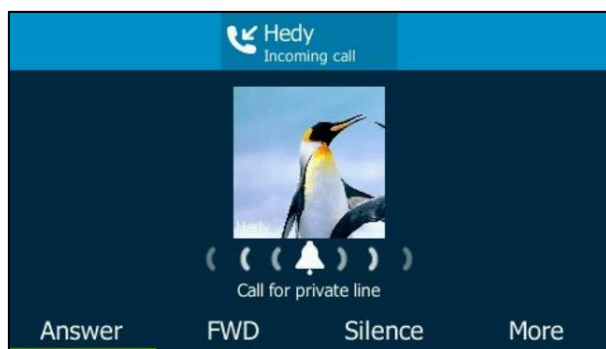 Hedy
Incoming call
Hedy
Call for private line
Answer FWD Silence More